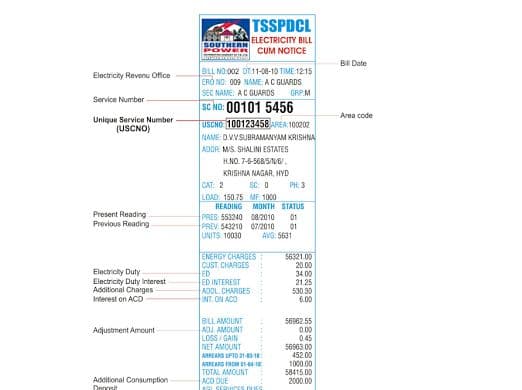 TSSPDCL
ELECTRICITY BILL
CUM NOTICE
SOUTHERN
POWER
Bill Date
BILL NO:002 DT:11-08-10 TIME:12:15
Electricity Revenu Office
ERO NO: 009 NAME: A C GUARDS
SEC NAME: A C GUARDS GRP:M
Service Number
SC NO: 00101 5456
Area code
Unique Service Number
(USCNO)
USCNO: 100123458 AREA:100202
NAME: D.V.V.SUBRAMANYAM KRISHNA
ADDR: M/S. SHALINI ESTATES
H.NO. 7-6-568/5/N/6/,
KRISHNA NAGAR, HYD
CAT: 2 SC: 0 PH: 3
LOAD: 150.75 MF: 1000
READING MONTH STATUS
Present Reading
PRES: 553240 08/2010 01
Previous Reading
PREV: 543210 07/2010 01
UNITS: 10030 AVG: 5631
ENERGY CHARGES : 56321.00
CUST. CHARGES : 20.00
Electricity Duty
ED : 34.00
Electricity Duty Interest
ED INTEREST : 21.25
Additional Charges
ADDL. CHARGES : 530.30
Interest on ACD
INT. ON ACD : 6.00
BILL AMOUNT : 56962.55
Adjustment Amount
ADJ. AMOUNT : 0.00
LOSS / GAIN : 0.45
NET AMOUNT : 56963.00
ARREARS UPTO 31-03-10 : 452.00
ARREARS FROM 01-04-10 : 1000.00
TOTAL AMOUNT : 58415.00
Additional Consumption
Deposit
ACD DUE : 2000.00